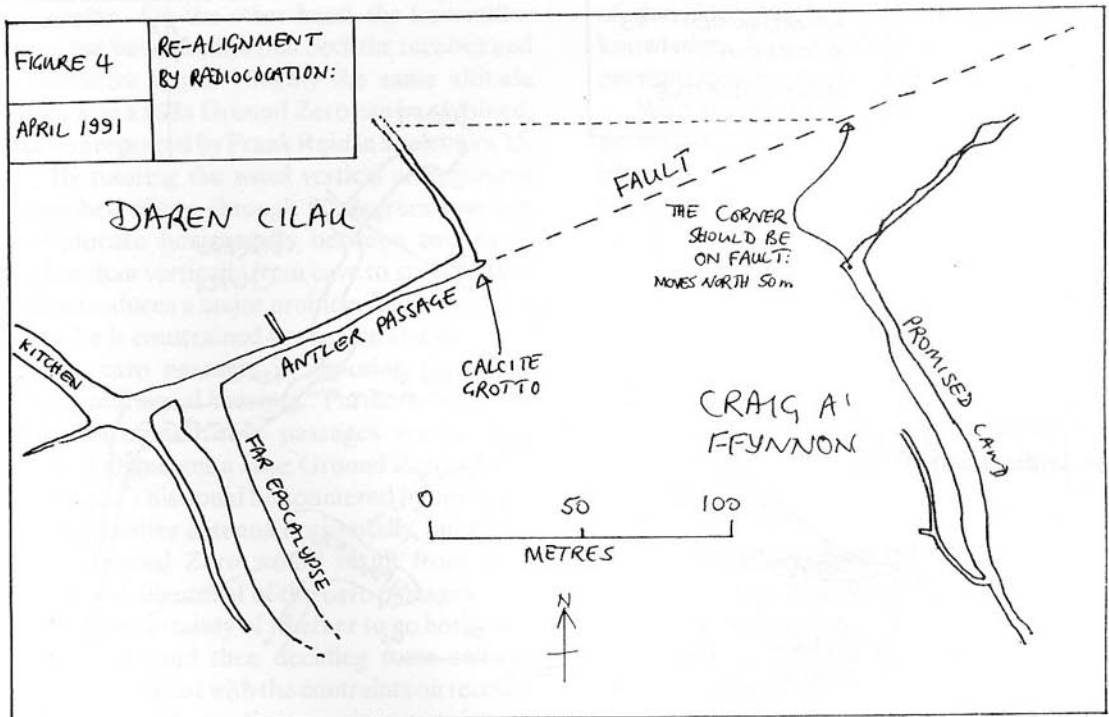 FIGURE 4
APRIL 1991
RE-ALIGNMENT
BY RADIOLOCATION:
DAREN CILAU
FAULT
THE CORNER
SHOULD BE
ON FAULT:
MOVES NORTH 50m
KITCHEN
ANTLER PASSAGE
CALCITE
GROTTO
FAR EPOCALYPSE
CRAIG A'
FFYNNON
PROMISED LAND
0 50 100
METRES
N